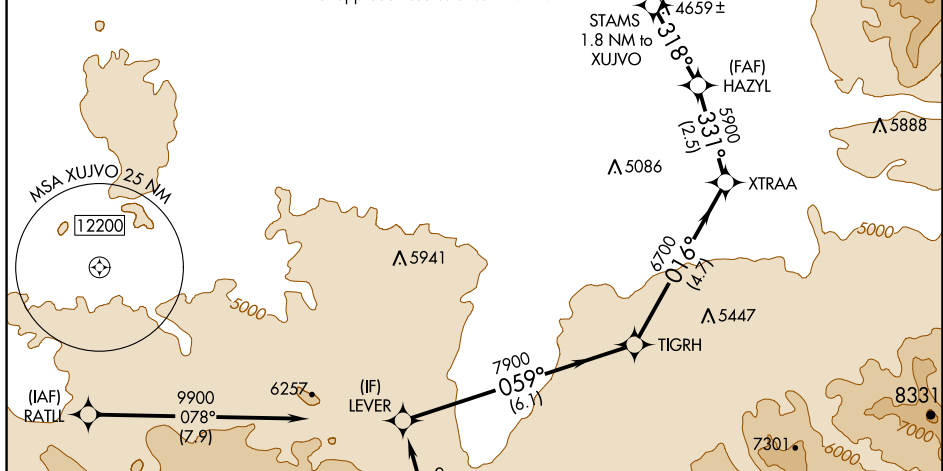 4659±
STAMS
1.8 NM to
XUJVO
318°
(FAF)
HAZYL
5900
331°
(2.5)
5888
5086
XTRAA
MSA XUJVO 25 NM
12200
5000
5941
6700
016°
(4.7)
5000
5447
TIGRH
7900
059°
(6.1)
(IAF)
RATLL
9900
078°
(7.9)
6257
(IF)
LEVER
8331
7000
7301
6000